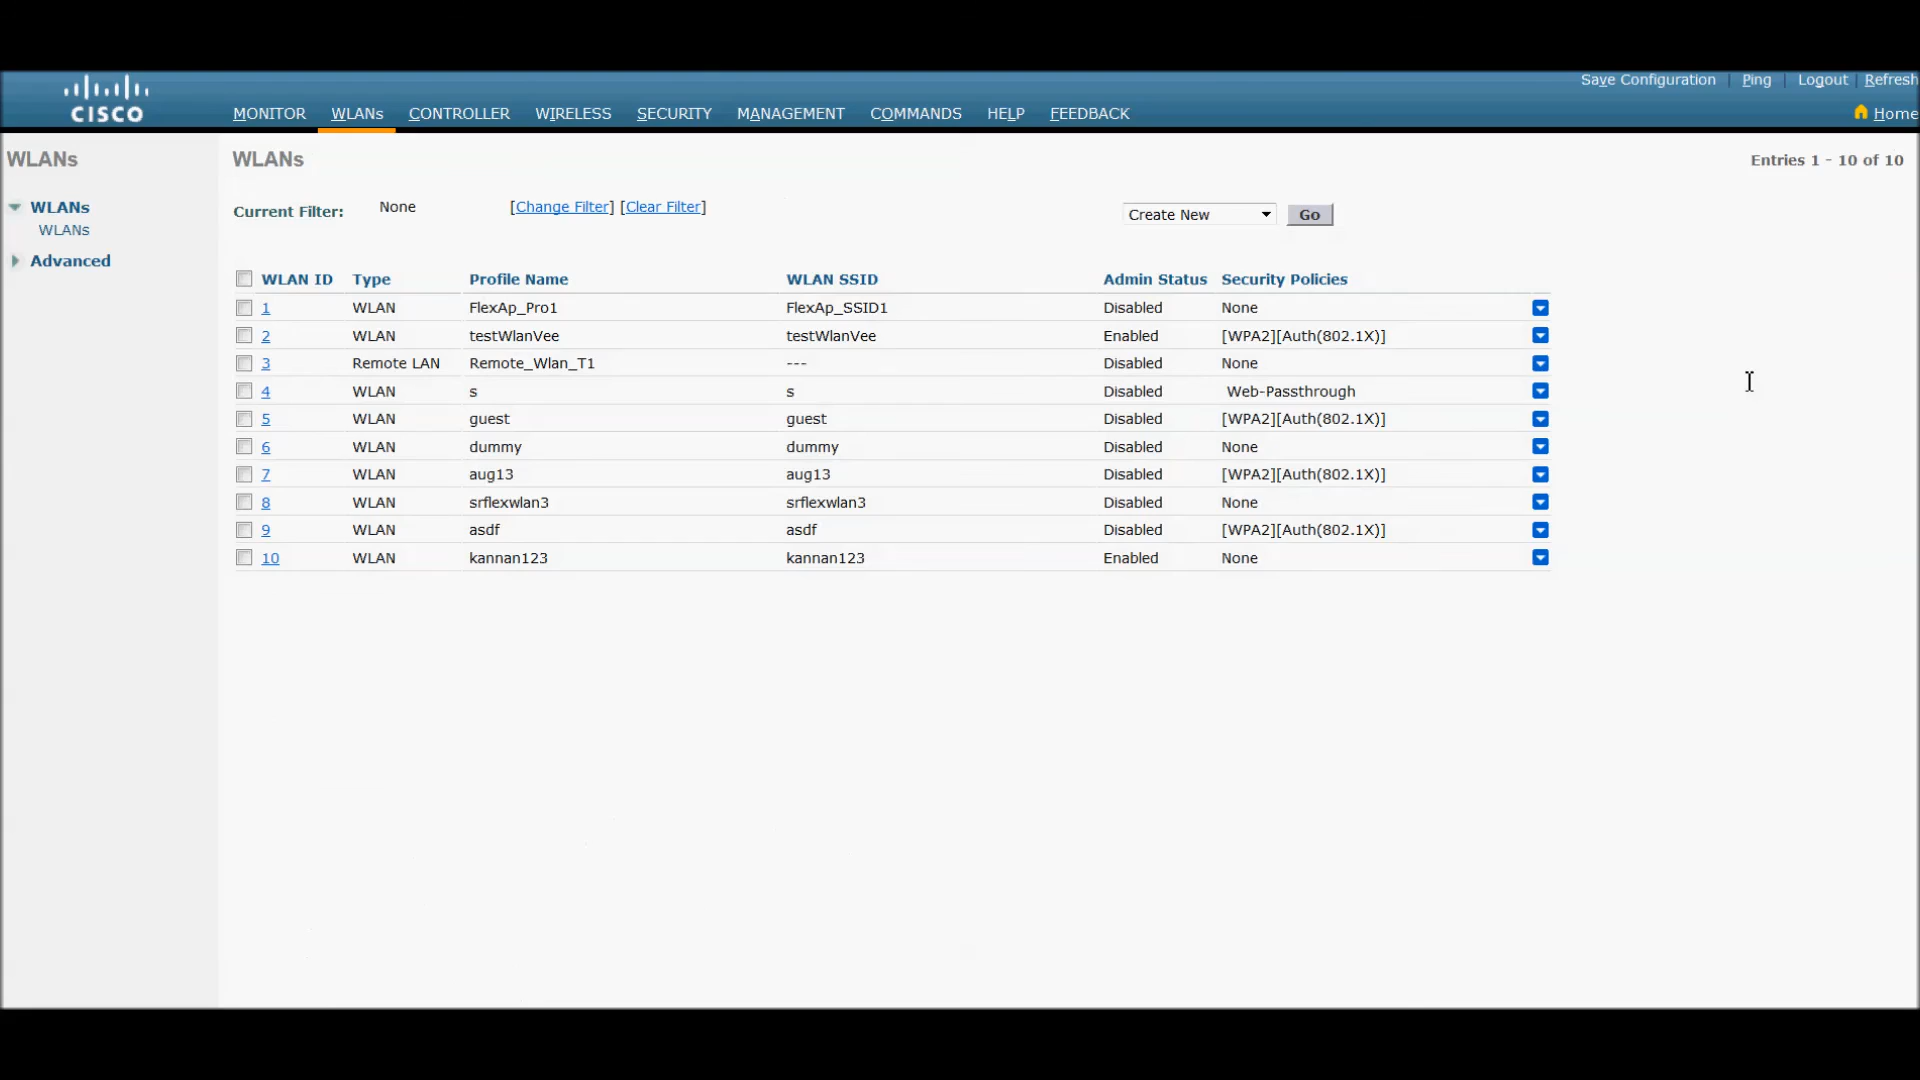 Save Configuration | Ping | Logout | Refresh
CISCO
MONITOR WLANs CONTROLLER WIRELESS SECURITY MANAGEMENT COMMANDS HELP FEEDBACK Home
WLANs
WLANs
WLANs
Advanced
WLANs Entries 1 - 10 of 10
Current Filter: None [Change Filter] [Clear Filter] Create New Go
WLAN ID Type Profile Name WLAN SSID Admin Status Security Policies
1 WLAN FlexAp_Pro1 FlexAp_SSID1 Disabled None
2 WLAN testWlanVee testWlanVee Enabled [WPA2][Auth(802.1X)]
3 Remote LAN Remote_Wlan_T1 --- Disabled None
4 WLAN s s Disabled Web-Passthrough
5 WLAN guest guest Disabled [WPA2][Auth(802.1X)]
6 WLAN dummy dummy Disabled None
7 WLAN aug13 aug13 Disabled [WPA2][Auth(802.1X)]
8 WLAN srflexwlan3 srflexwlan3 Disabled None
9 WLAN asdf asdf Disabled [WPA2][Auth(802.1X)]
10 WLAN kannan123 kannan123 Enabled None